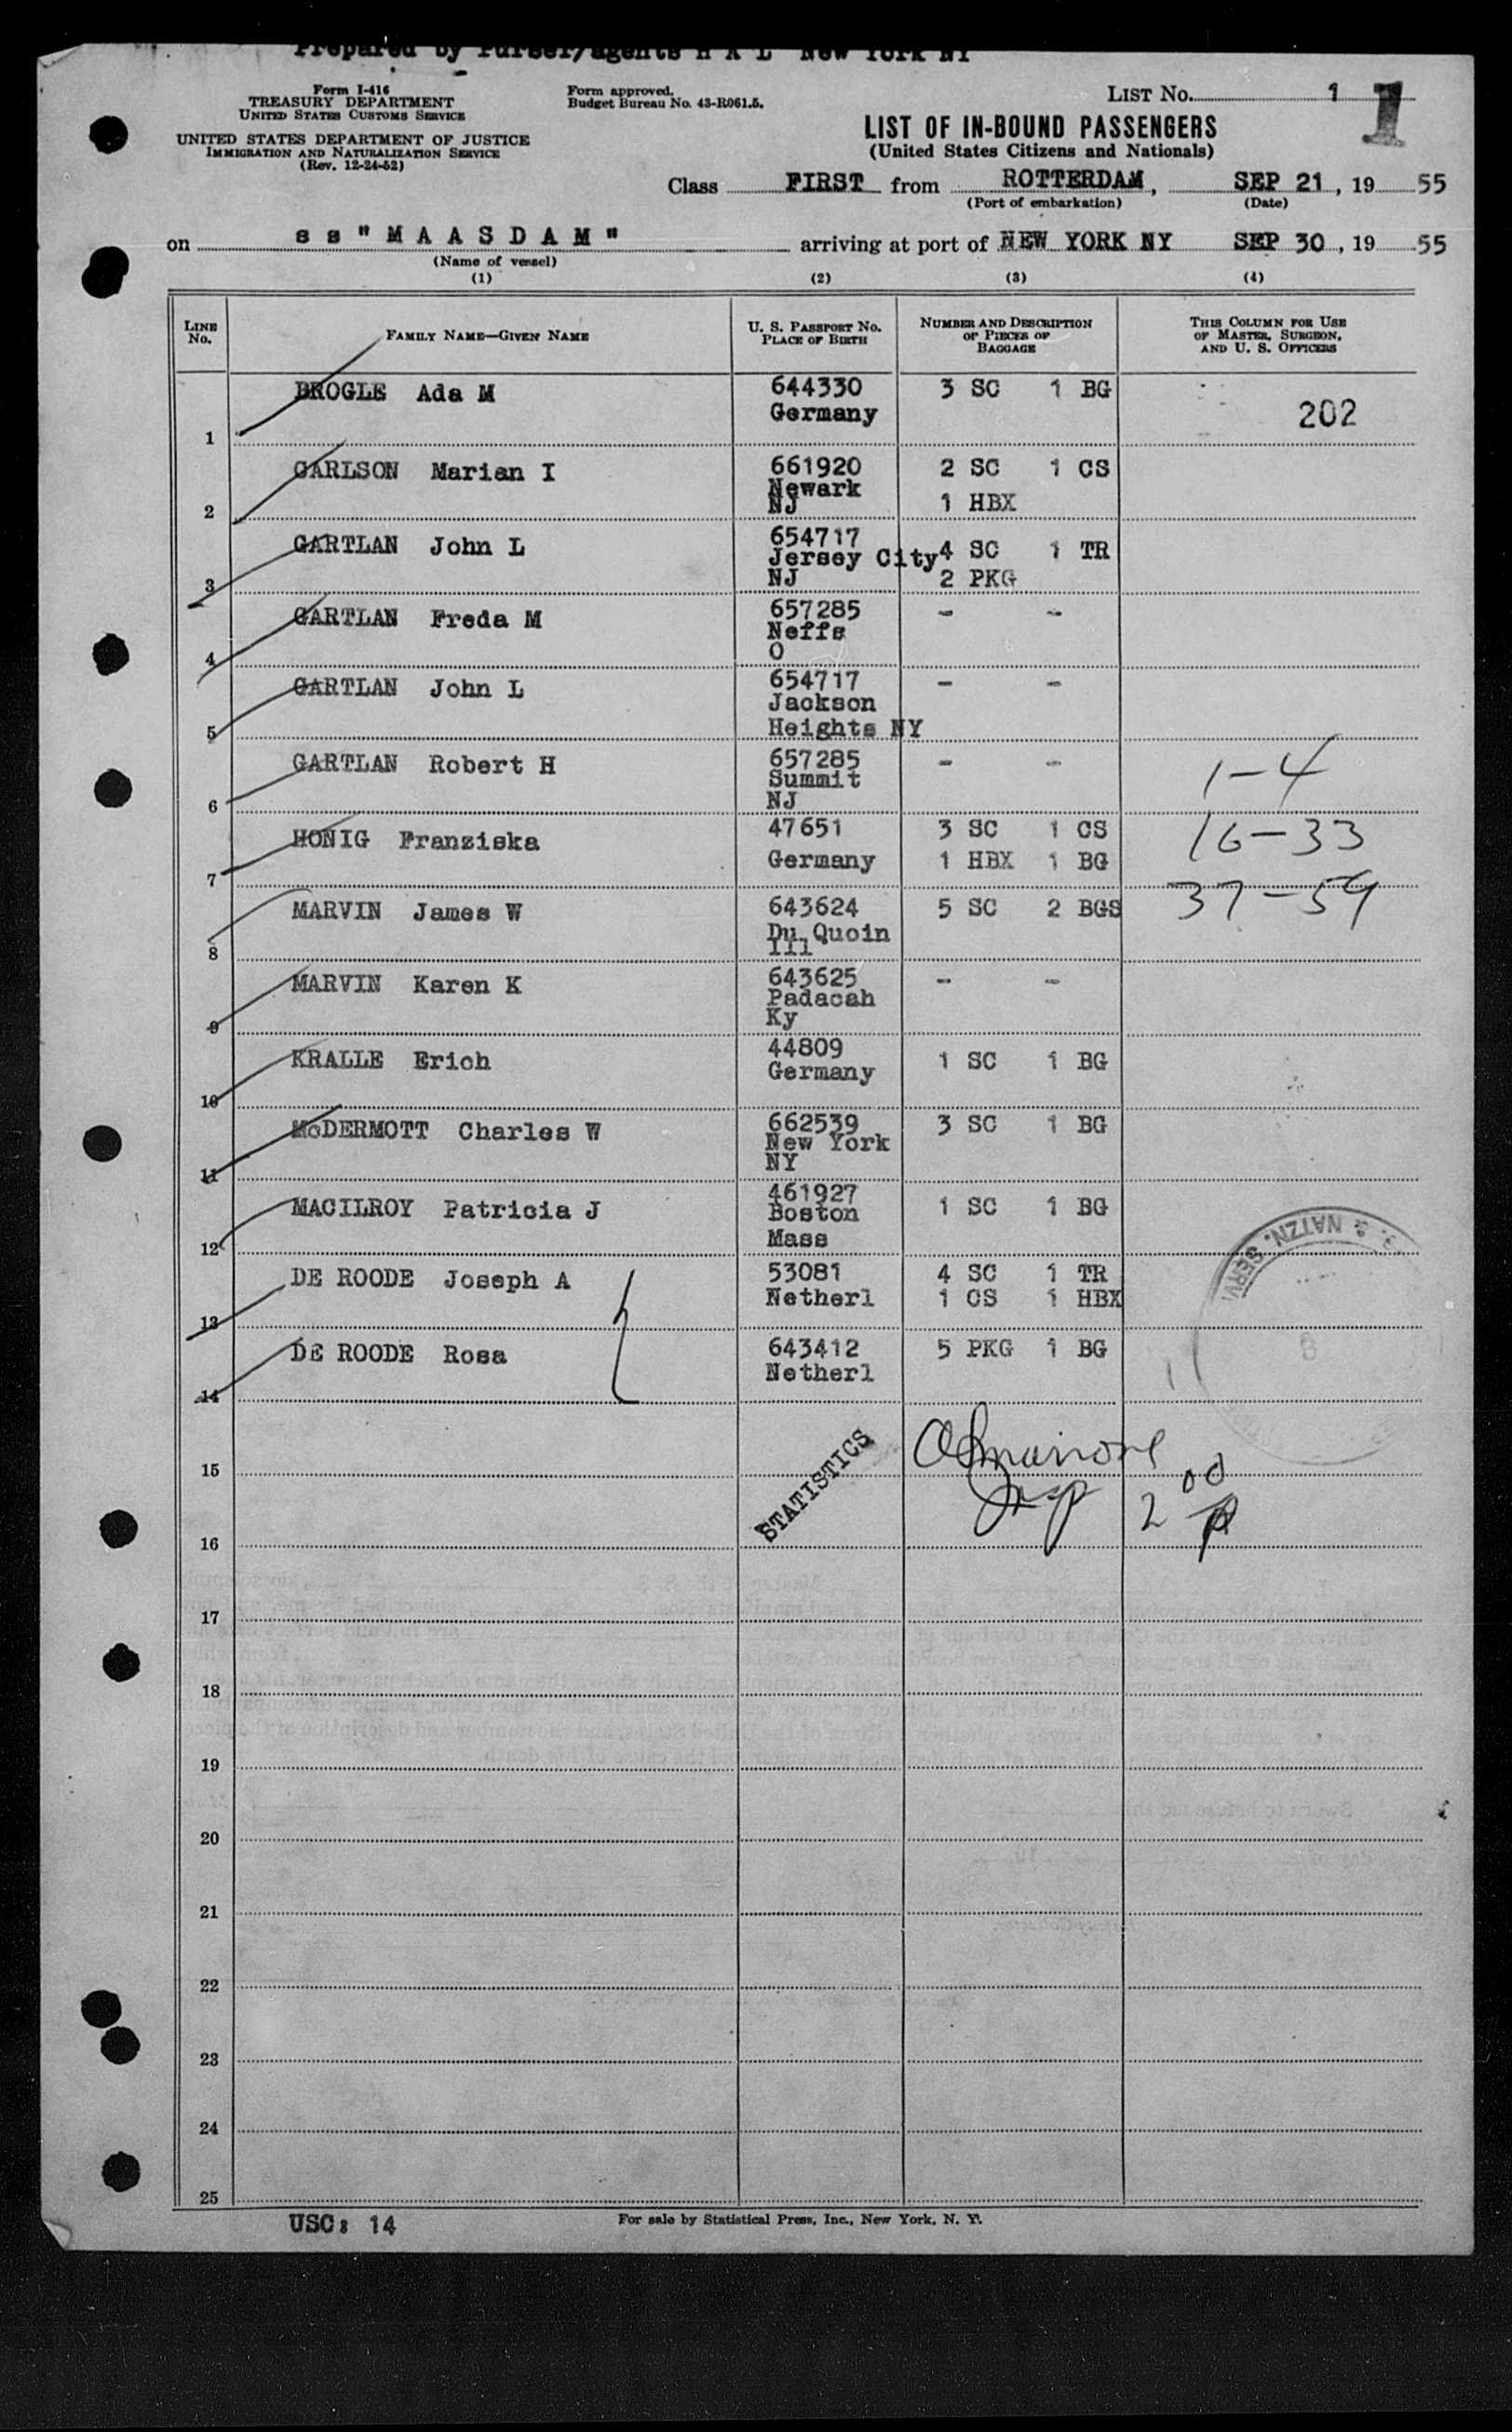 Prepared by Purser/agents H A L New York NY
Form I-416
TREASURY DEPARTMENT
UNITED STATES CUSTOMS SERVICE
UNITED STATES DEPARTMENT OF JUSTICE
IMMIGRATION AND NATURALIZATION SERVICE
(Rev. 12-24-52)
Form approved.
Budget Bureau No. 43-R061.5.
LIST NO. 1
1
LIST OF IN-BOUND PASSENGERS
(United States Citizens and Nationals)
Class FIRST from ROTTERDAM, SEP 21, 19 55
(Port of embarkation) (Date)
on s s "M A A S D A M" arriving at port of NEW YORK NY SEP 30, 19 55
(Name of vessel)
(1) (2) (3) (4)
LINE NO. FAMILY NAME—GIVEN NAME U. S. PASSPORT NO. PLACE OF BIRTH NUMBER AND DESCRIPTION OF PIECES OF BAGGAGE THIS COLUMN FOR USE OF MASTER, SURGEON, AND U. S. OFFICERS
BROGLE Ada M 644330 3 SC 1 BG
Germany 202
1
GARLSON Marian I 661920 2 SC 1 CS
Newark
NJ 1 HBX
2
GARTLAN John L 654717 4 SC 1 TR
Jersey City
NJ 2 PKG
3
GARTLAN Freda M 657285 - -
Neffs
O
4
GARTLAN John L 654717 - -
Jackson
Heights NY
5
GARTLAN Robert H 657285 - -
Summit
NJ 1-4
6
HONIG Franziska 47651 3 SC 1 CS 16-33
Germany 1 HBX 1 BG
7
MARVIN James W 643624 5 SC 2 BGS 37-59
Du Quoin
Ill
8
MARVIN Karen K 643625 - -
Padacah
Ky
9
KRALLE Erich 44809 1 SC 1 BG
Germany
10
McDERMOTT Charles W 662539 3 SC 1 BG
New York
NY
11
MACILROY Patricia J 461927 1 SC 1 BG
Boston
Mass
12
DE ROODE Joseph A 53081 4 SC 1 TR
Netherl 1 CS 1 HBX
13
DE ROODE Rosa 643412 5 PKG 1 BG
Netherl
14
& NATZN. SERV
STATISTICS
15
Insp 2 00
16
17
18
19
20
21
22
23
24
25
USC: 14
For sale by Statistical Press, Inc., New York, N. Y.